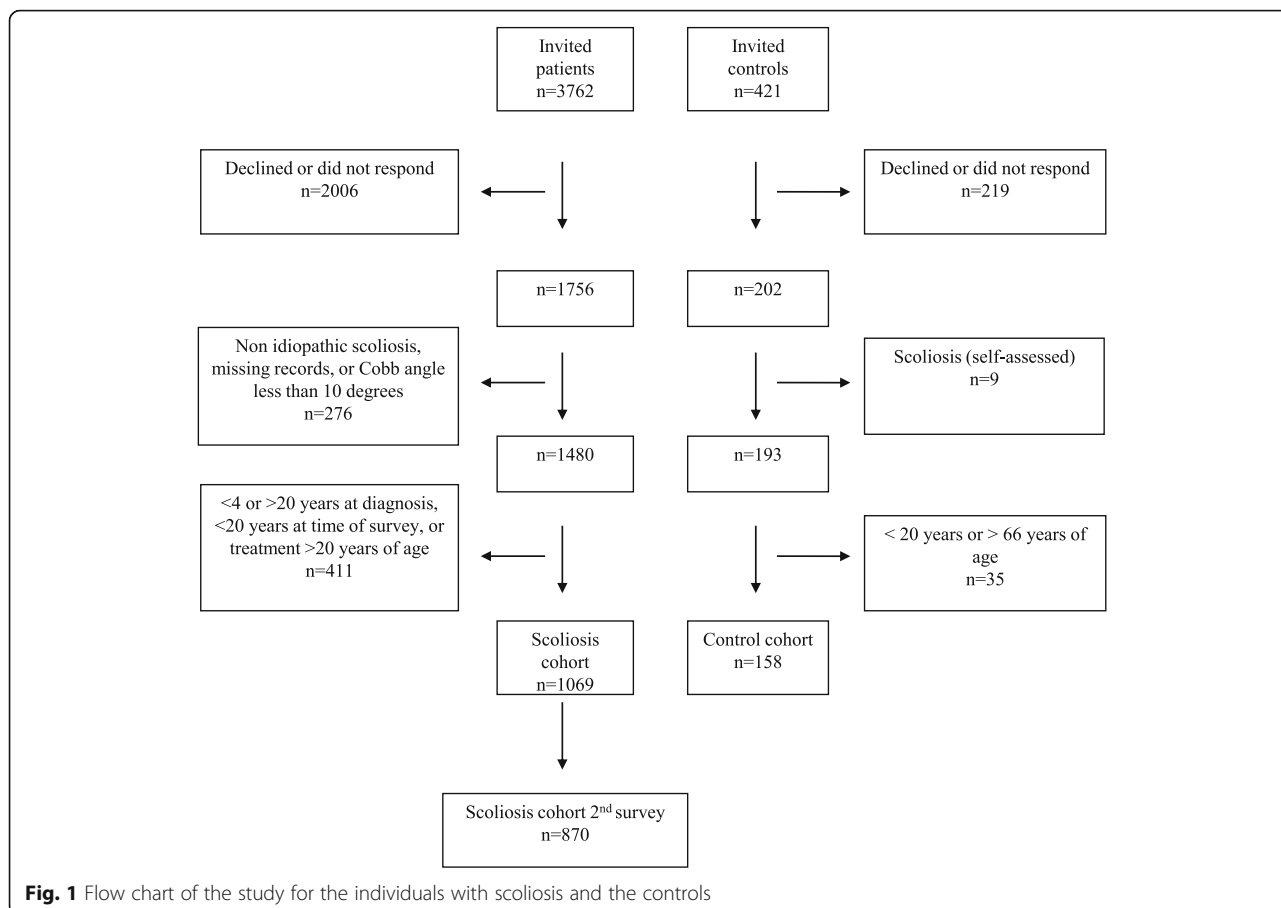 Invited
patients
n=3762
Invited
controls
n=421
Declined or did not respond
n=2006
Declined or did not respond
n=219
n=1756
n=202
Non idiopathic scoliosis,
missing records, or Cobb angle
less than 10 degrees
n=276
Scoliosis (self-assessed)
n=9
n=1480
n=193
<4 or >20 years at diagnosis,
<20 years at time of survey, or
treatment >20 years of age
n=411
< 20 years or > 66 years of
age
n=35
Scoliosis
cohort
n=1069
Control cohort
n=158
Scoliosis cohort 2nd survey
n=870
Fig. 1 Flow chart of the study for the individuals with scoliosis and the controls